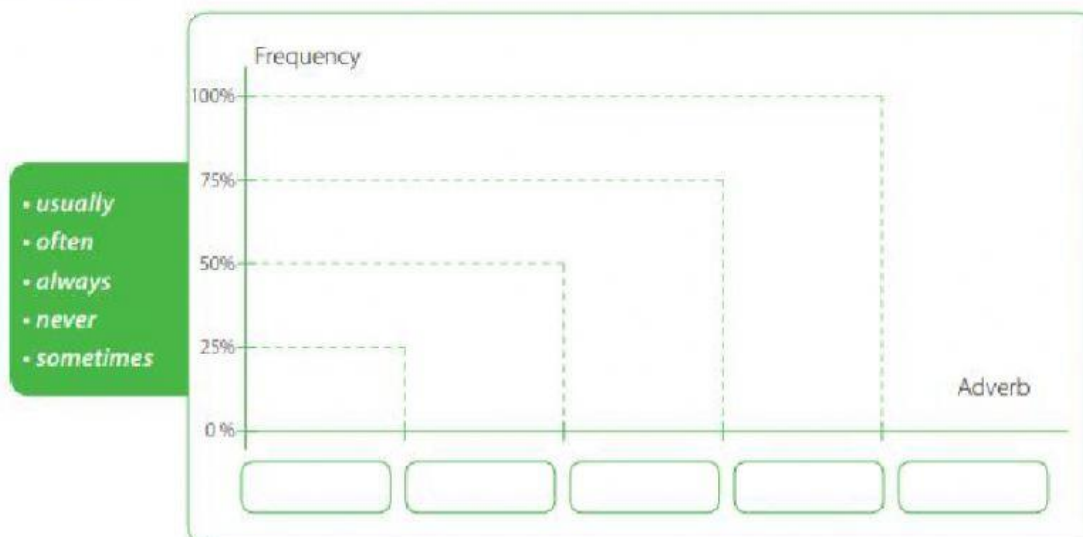 Frequency
100%
75%
50%
25%
0 %
Adverb
• usually
• often
• always
• never
• sometimes